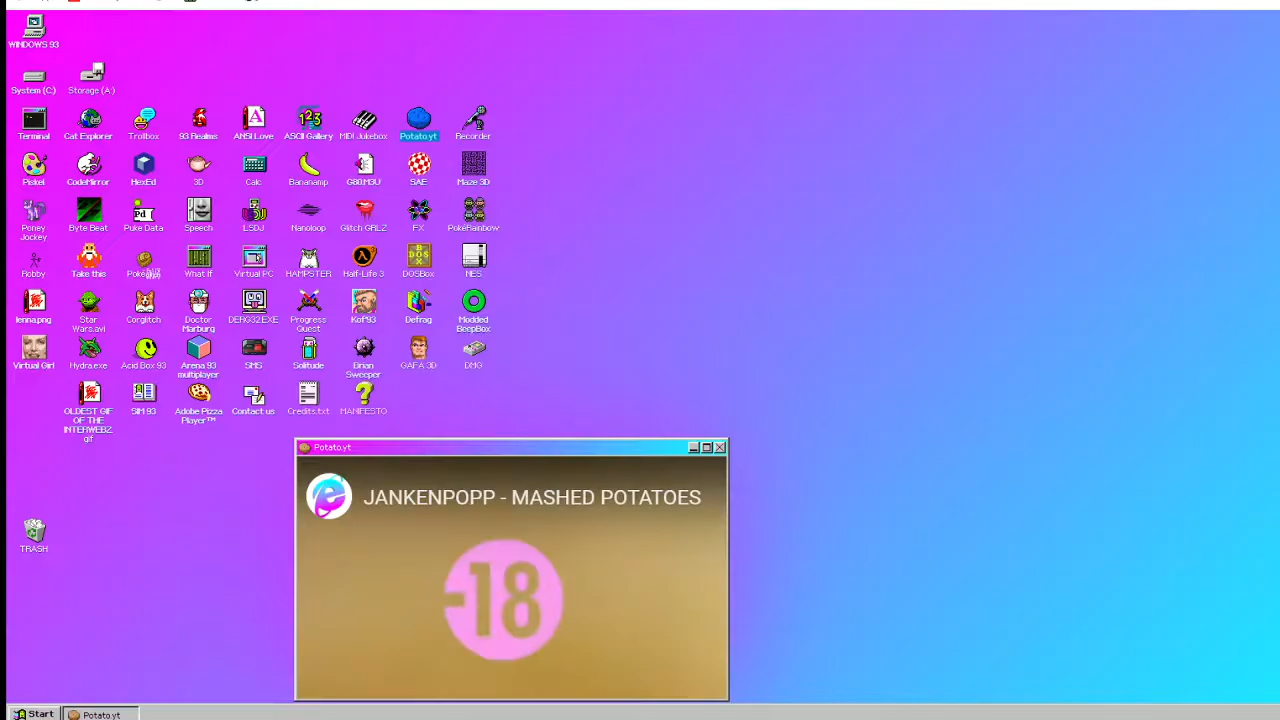 WINDOWS 93
System (C:) Storage (A:)
Terminal Cat Explorer Trollbox 93 Realms ANSI Love ASCII Gallery MIDI Jukebox Potato.yt Recorder
Piskel CodeMirror HexEd 3D Calc Bananamp G80.M3U SAE Maze 3D
Poney Jockey Byte Beat Puke Data Speech LSDJ Nanoloop Glitch GRLZ FX PokéRainbow
Robby Take this What If Virtual PC HAMPSTER Half-Life 3 DOSBox NES
lenna.png Star Wars.avi Corglitch Doctor Marburg Progress Quest Kof'93 Defrag Modded BeepBox
Virtual Girl Hydra.exe Acid Box 93 Arena 93 multiplayer SMS Solitude Brian Sweeper GAFA 3D DMG
OLDEST GIF OF THE INTERWEBZ.gif SIM 93 Adobe Pizza Player™ Contact us Credits.txt MANIFESTO
Potato.yt
JANKENPOPP - MASHED POTATOES
-18
TRASH
Start Potato.yt